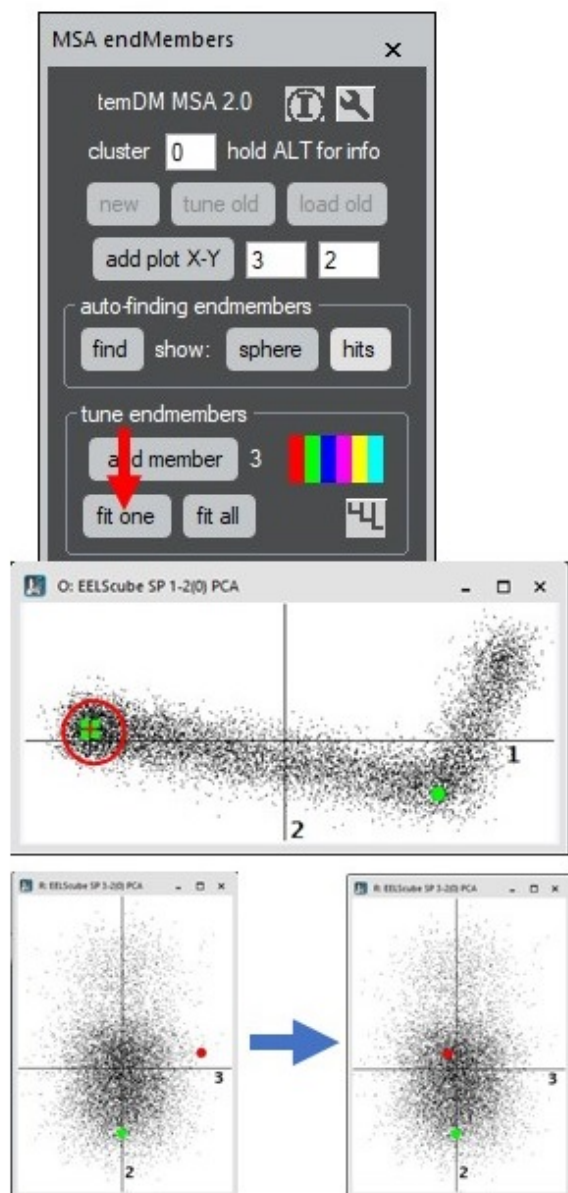 MSA endMembers x
temDM MSA 2.0
cluster 0 hold ALT for info
new tune old load old
add plot X-Y 3 2
auto-finding endmembers
find show: sphere hits
tune endmembers
add member 3
fit one fit all
O: EELScube SP 1-2(0) PCA
1
2
R: EELScube SP 3-2(0) PCA
3
2
R: EELScube SP 3-2(0) PCA
3
2